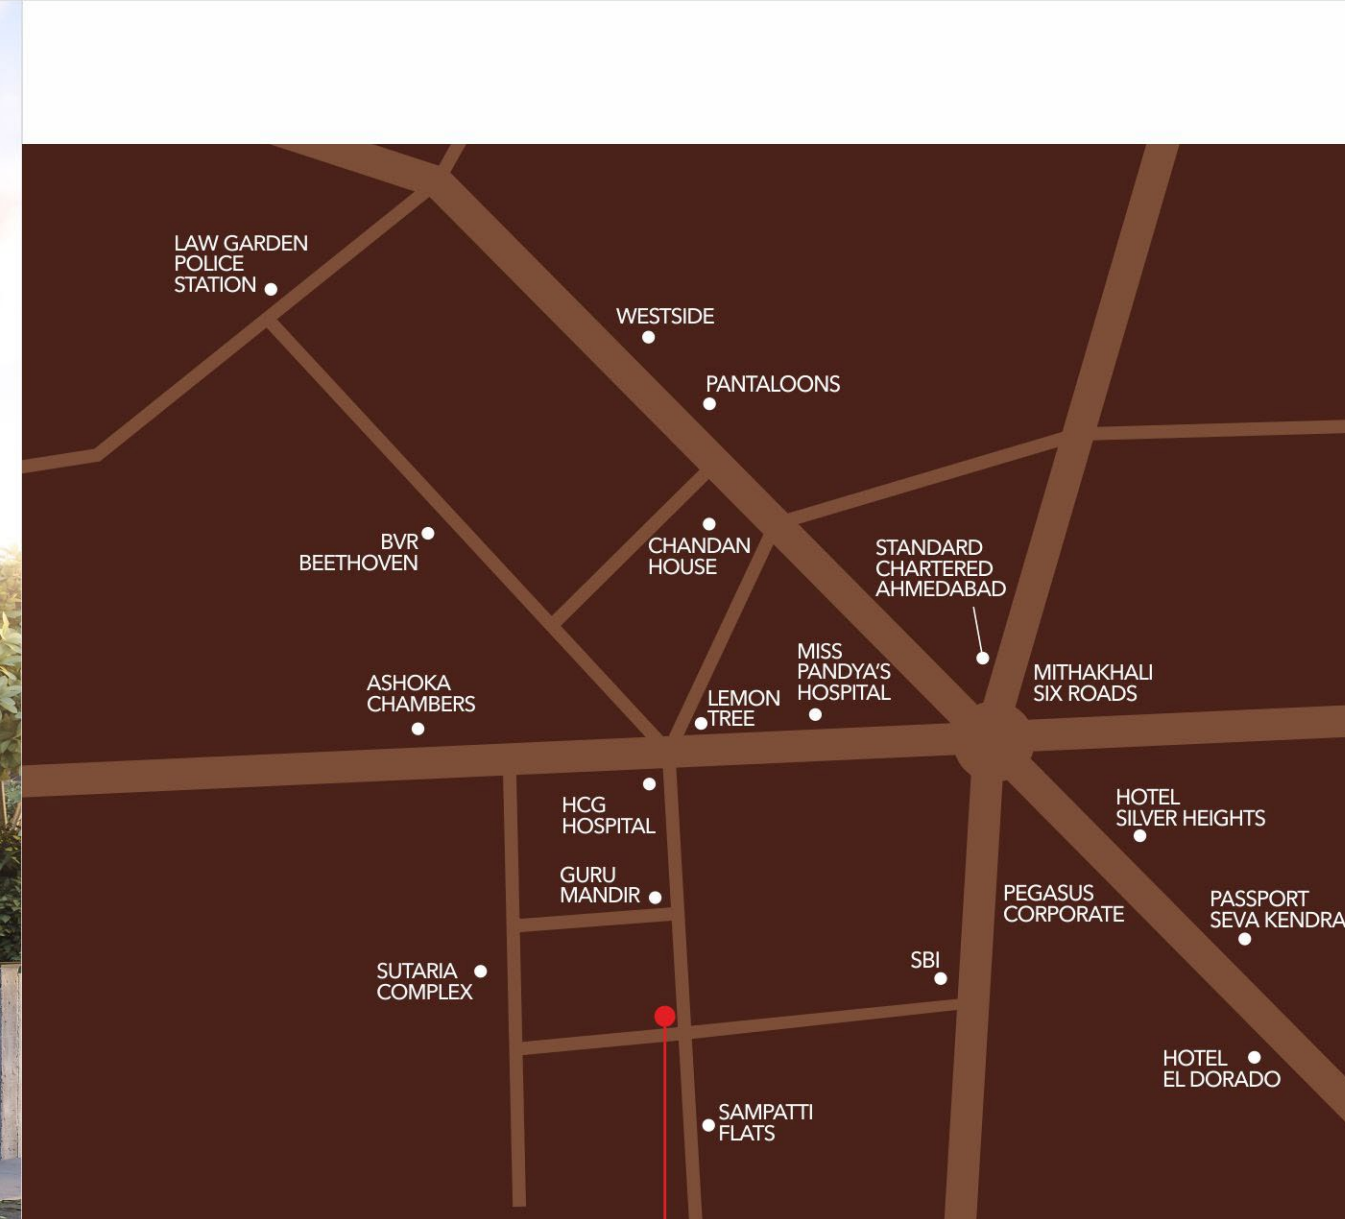 LAW GARDEN
POLICE
STATION
WESTSIDE
PANTALOONS
BVR
BEETHOVEN
CHANDAN
HOUSE
STANDARD
CHARTERED
AHMEDABAD
MISS
PANDYA'S
HOSPITAL
MITHAKHALI
SIX ROADS
ASHOKA
CHAMBERS
LEMON
TREE
HCG
HOSPITAL
HOTEL
SILVER HEIGHTS
GURU
MANDIR
PEGASUS
CORPORATE
PASSPORT
SEVA KENDRA
SUTARIA
COMPLEX
SBI
HOTEL
EL DORADO
SAMPATTI
FLATS